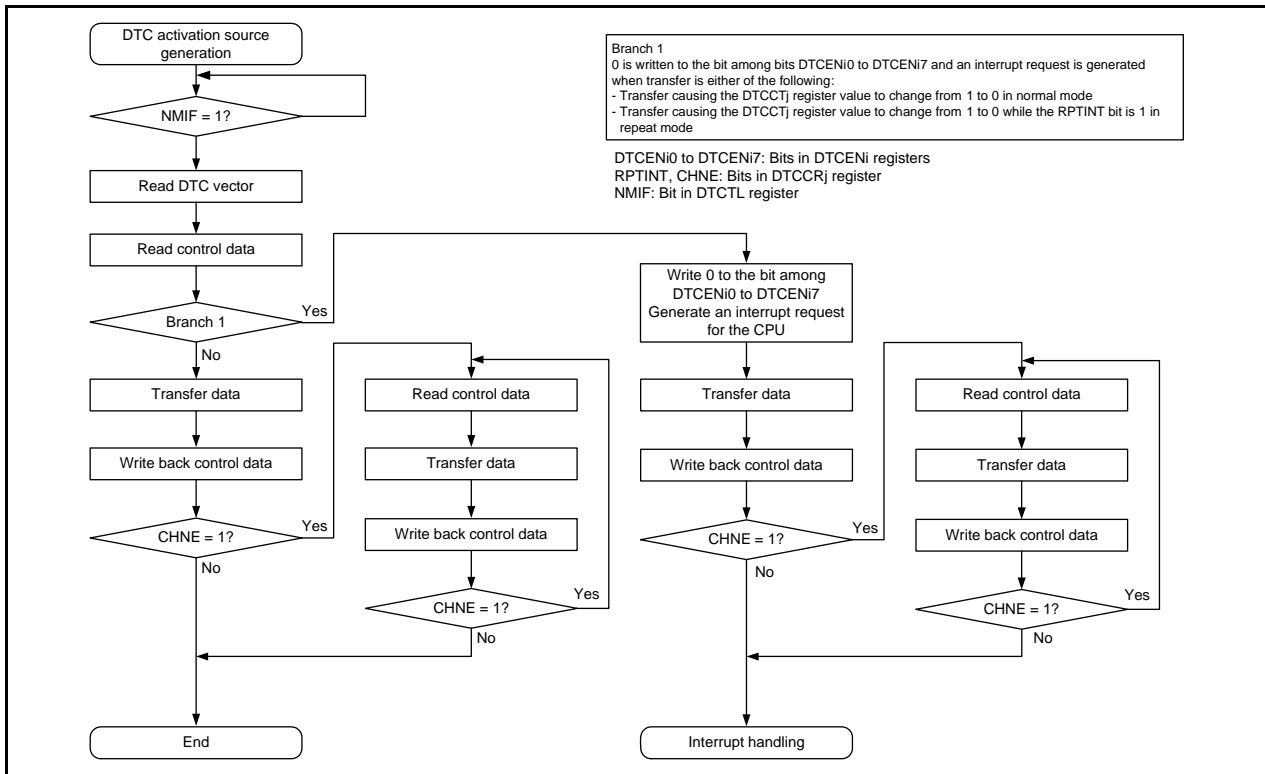 DTC activation source
generation
NMIF = 1?
Read DTC vector
Read control data
Branch 1
Yes
No
Transfer data
Write back control data
CHNE = 1?
Yes
No
End
Read control data
Transfer data
Write back control data
CHNE = 1?
Yes
No
Branch 1
0 is written to the bit among bits DTCENi0 to DTCENi7 and an interrupt request is generated
when transfer is either of the following:
- Transfer causing the DTCCTj register value to change from 1 to 0 in normal mode
- Transfer causing the DTCCTj register value to change from 1 to 0 while the RPTINT bit is 1 in
repeat mode
DTCENi0 to DTCENi7: Bits in DTCENi registers
RPTINT, CHNE: Bits in DTCCRj register
NMIF: Bit in DTCTL register
Write 0 to the bit among
DTCENi0 to DTCENi7
Generate an interrupt request
for the CPU
Transfer data
Write back control data
CHNE = 1?
Yes
No
Interrupt handling
Read control data
Transfer data
Write back control data
CHNE = 1?
Yes
No